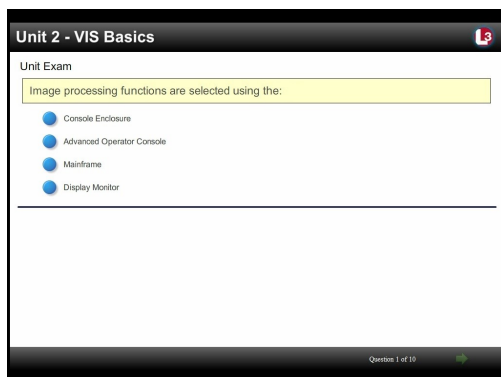 Unit 2 - VIS Basics
L3
Unit Exam
Image processing functions are selected using the:
Console Enclosure
Advanced Operator Console
Mainframe
Display Monitor
Question 1 of 10